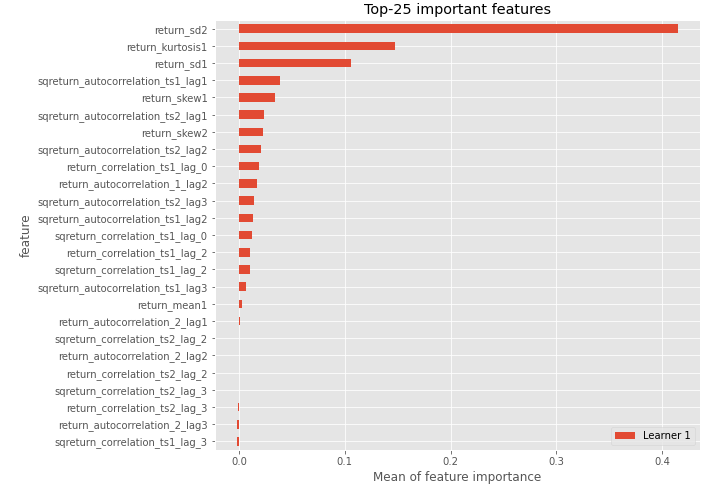 Top-25 important features
return_sd2
return_kurtosis1
return_sd1
sqreturn_autocorrelation_ts1_lag1
return_skew1
sqreturn_autocorrelation_ts2_lag1
return_skew2
sqreturn_autocorrelation_ts2_lag2
return_correlation_ts1_lag_0
return_autocorrelation_1_lag2
sqreturn_autocorrelation_ts2_lag3
sqreturn_autocorrelation_ts1_lag2
sqreturn_correlation_ts1_lag_0
return_correlation_ts1_lag_2
sqreturn_correlation_ts1_lag_2
sqreturn_autocorrelation_ts1_lag3
return_mean1
return_autocorrelation_2_lag1
sqreturn_correlation_ts2_lag_2
return_autocorrelation_2_lag2
return_correlation_ts2_lag_2
sqreturn_correlation_ts2_lag_3
return_correlation_ts2_lag_3
return_autocorrelation_2_lag3
sqreturn_correlation_ts1_lag_3
feature
Learner 1
0.0 0.1 0.2 0.3 0.4
Mean of feature importance